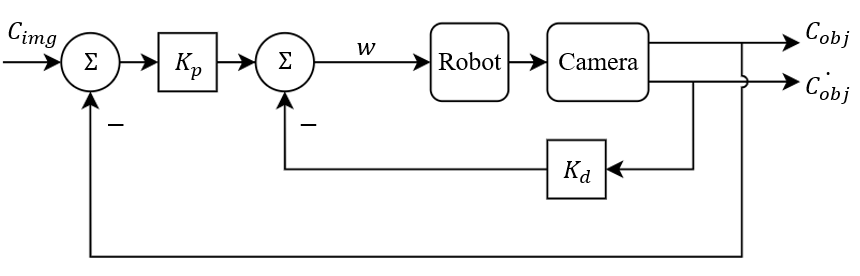 C_img
Σ
K_p
Σ
w
Robot
Camera
C_obj
Ċ_obj
−
−
K_d